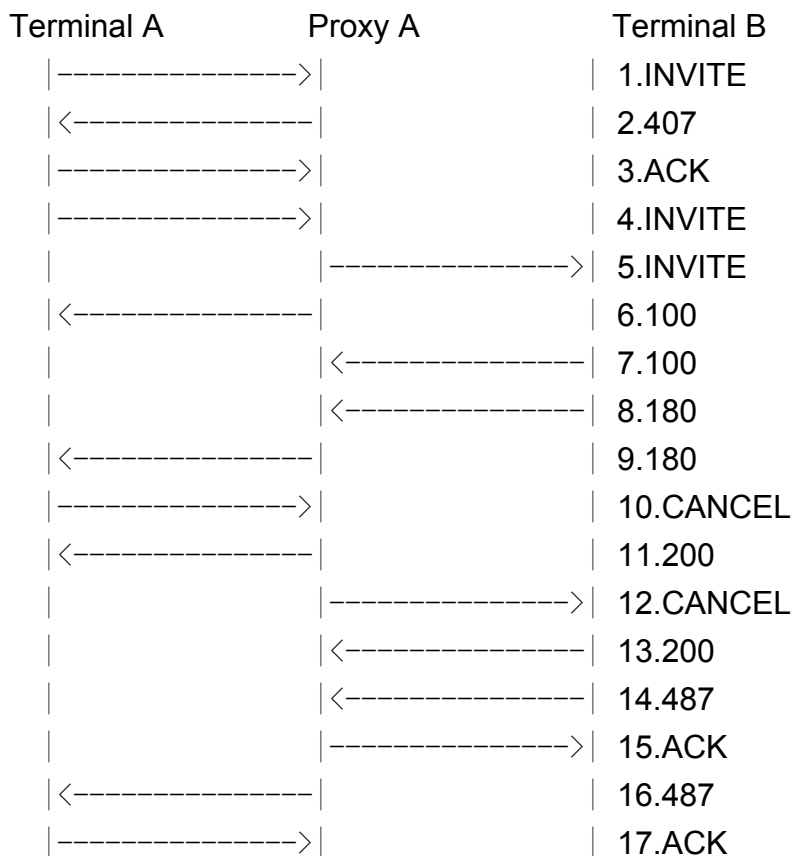 Terminal A Proxy A Terminal B
|--------------->| | 1.INVITE
|<---------------| | 2.407
|--------------->| | 3.ACK
|--------------->| | 4.INVITE
| |--------------->| 5.INVITE
|<---------------| | 6.100
| |<---------------| 7.100
| |<---------------| 8.180
|<---------------| | 9.180
|--------------->| | 10.CANCEL
|<---------------| | 11.200
| |--------------->| 12.CANCEL
| |<---------------| 13.200
| |<---------------| 14.487
| |--------------->| 15.ACK
|<---------------| | 16.487
|--------------->| | 17.ACK